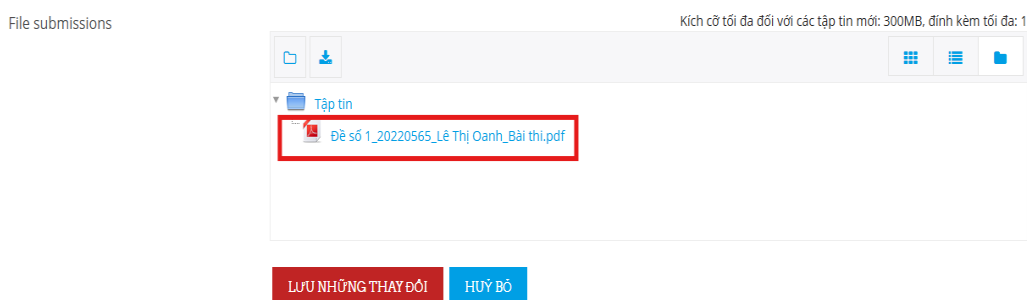 File submissions
Kích cỡ tối đa đối với các tập tin mới: 300MB, đính kèm tối đa: 1
Tập tin
Đề số 1_20220565_Lê Thị Oanh_Bài thi.pdf
LƯU NHỮNG THAY ĐỔI
HUỶ BỎ